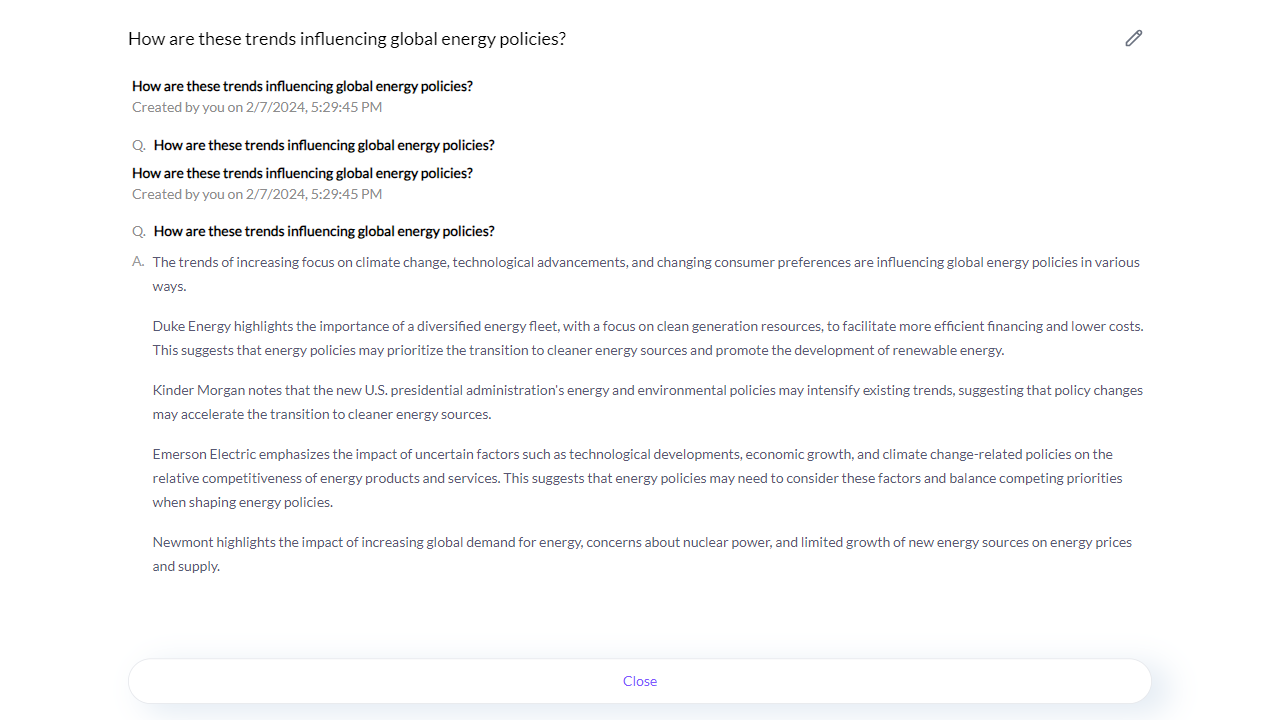 How are these trends influencing global energy policies?
How are these trends influencing global energy policies?
Created by you on 2/7/2024, 5:29:45 PM
Q. How are these trends influencing global energy policies?
How are these trends influencing global energy policies?
Created by you on 2/7/2024, 5:29:45 PM
Q. How are these trends influencing global energy policies?
A. The trends of increasing focus on climate change, technological advancements, and changing consumer preferences are influencing global energy policies in various
ways.
Duke Energy highlights the importance of a diversified energy fleet, with a focus on clean generation resources, to facilitate more efficient financing and lower costs.
This suggests that energy policies may prioritize the transition to cleaner energy sources and promote the development of renewable energy.
Kinder Morgan notes that the new U.S. presidential administration's energy and environmental policies may intensify existing trends, suggesting that policy changes
may accelerate the transition to cleaner energy sources.
Emerson Electric emphasizes the impact of uncertain factors such as technological developments, economic growth, and climate change-related policies on the
relative competitiveness of energy products and services. This suggests that energy policies may need to consider these factors and balance competing priorities
when shaping energy policies.
Newmont highlights the impact of increasing global demand for energy, concerns about nuclear power, and limited growth of new energy sources on energy prices
and supply.
Close